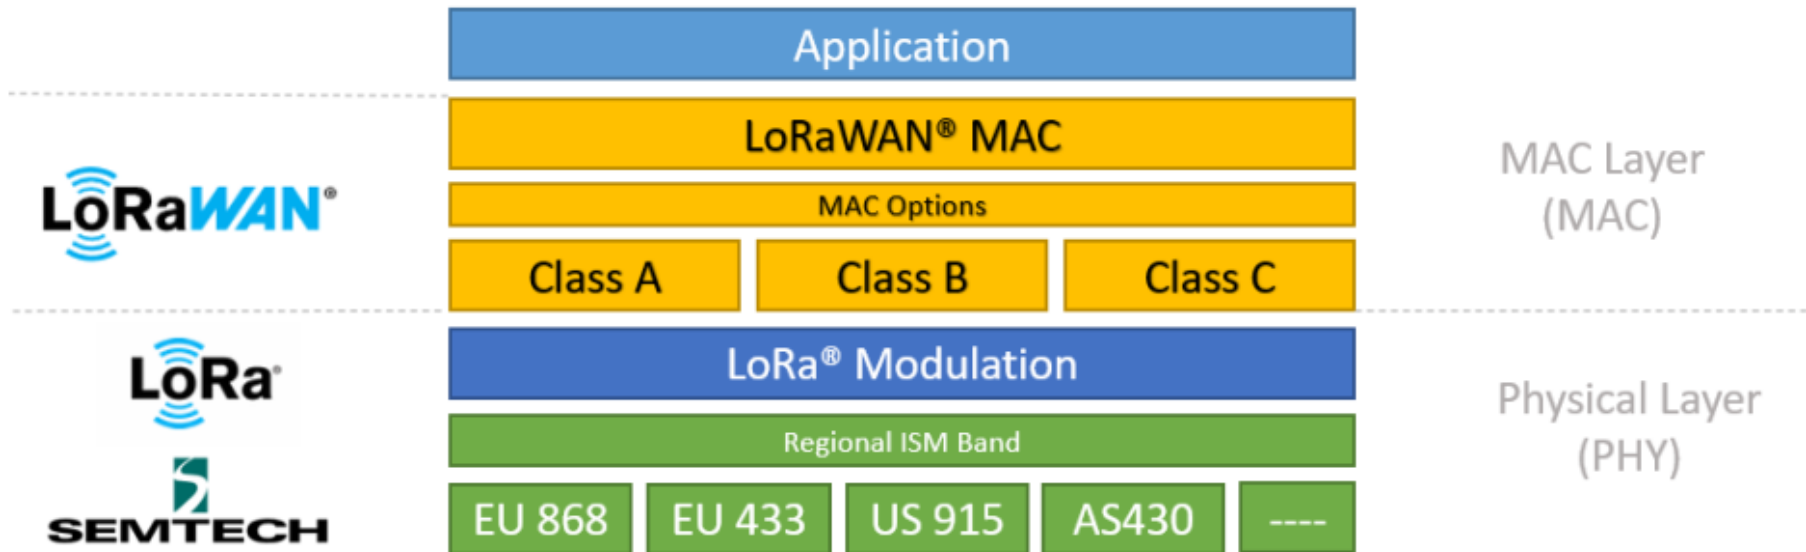 Application
LoRaWAN® MAC
MAC Options
Class A Class B Class C
LoRa® Modulation
Regional ISM Band
EU 868 EU 433 US 915 AS430 ----
LoRaWAN®
LoRa®
SEMTECH
MAC Layer
(MAC)
Physical Layer
(PHY)